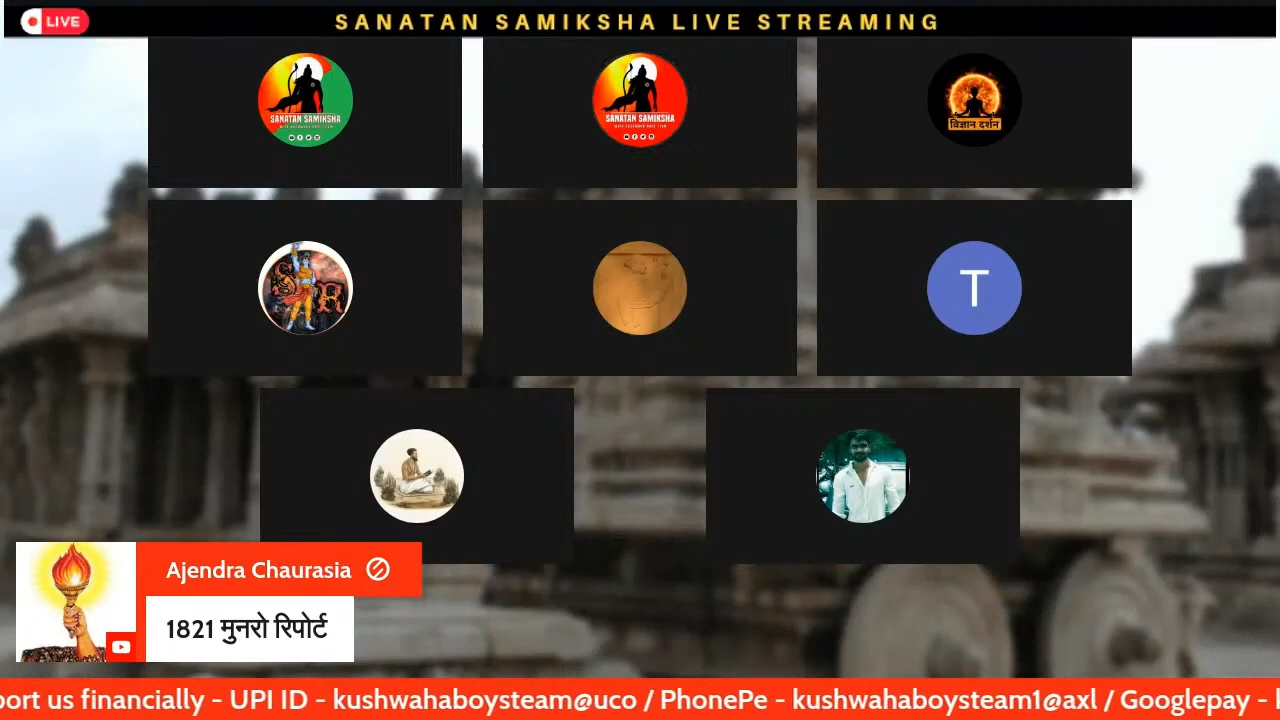 LIVE
SANATAN SAMIKSHA LIVE STREAMING
SANATAN SAMIKSHA
SANATAN SAMIKSHA
विज्ञान दर्शन
S R
T
Ajendra Chaurasia
1821 मुनरो रिपोर्ट
port us financially - UPI ID - kushwahaboysteam@uco / PhonePe - kushwahaboysteam1@axl / Googlepay -